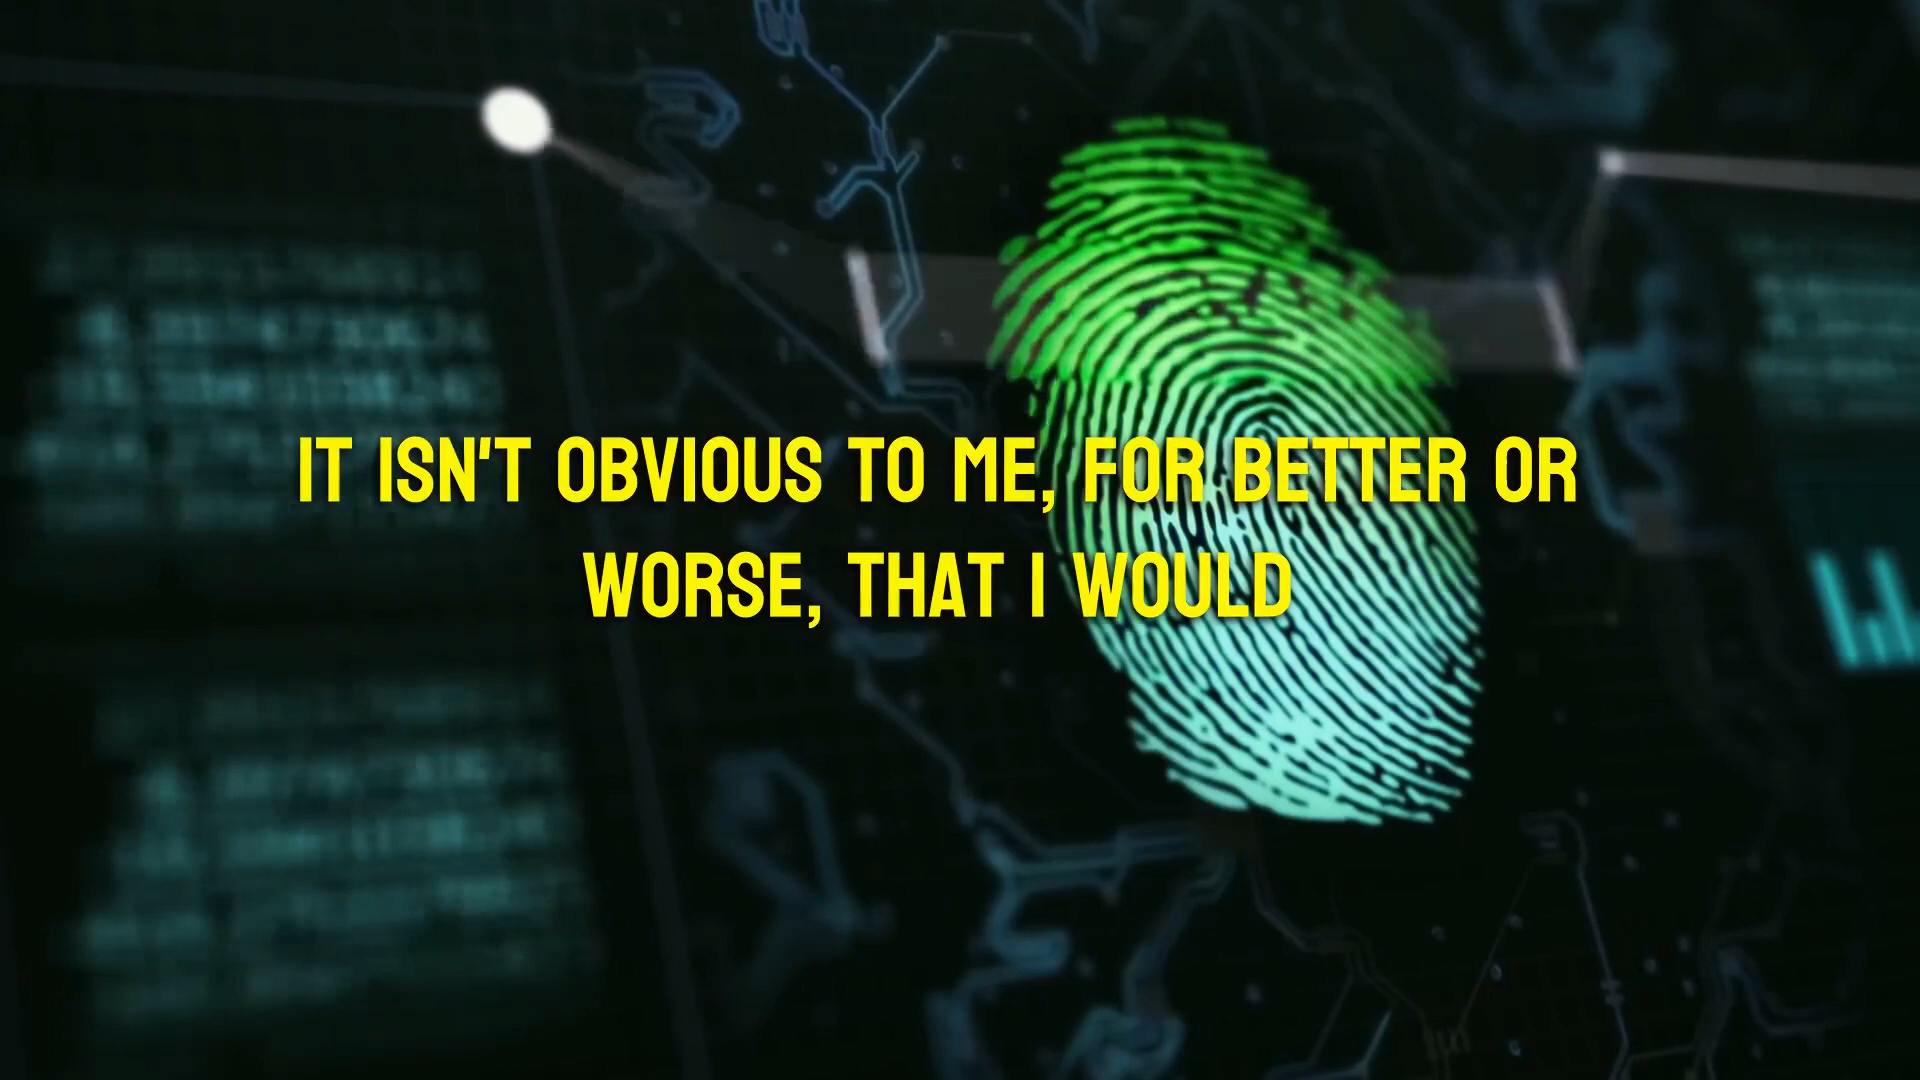 IT ISN'T OBVIOUS TO ME, FOR BETTER OR
WORSE, THAT I WOULD